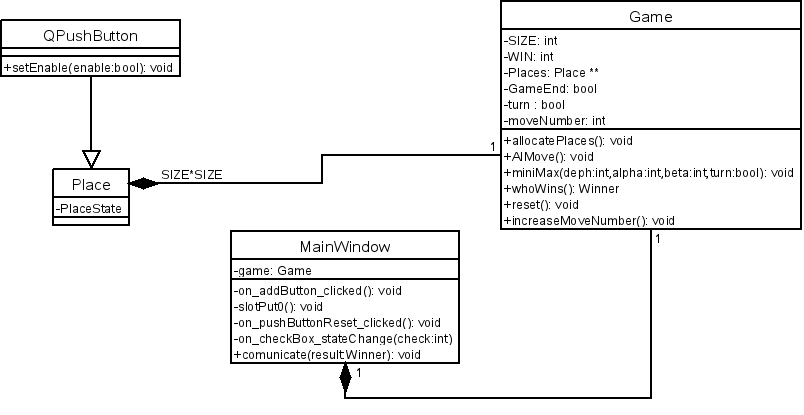 QPushButton
+setEnable(enable:bool): void
Place
-PlaceState
SIZE*SIZE
1
Game
-SIZE: int
-WIN: int
-Places: Place **
-GameEnd: bool
-turn : bool
-moveNumber: int
+allocatePlaces(): void
+AIMove(): void
+miniMax(deph:int,alpha:int,beta:int,turn:bool): void
+whoWins(): Winner
+reset(): void
+increaseMoveNumber(): void
1
MainWindow
-game: Game
-on_addButton_clicked(): void
-slotPut0(): void
-on_pushButtonReset_clicked(): void
-on_checkBox_stateChange(check:int)
+comunicate(result:Winner): void
1